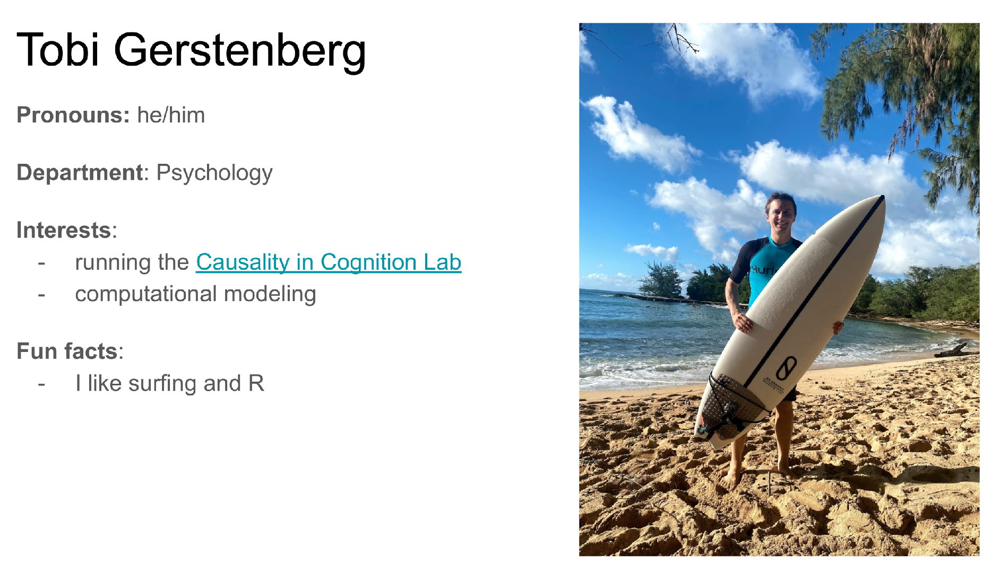 Tobi Gerstenberg
Pronouns: he/him
Department: Psychology
Interests:
- running the Causality in Cognition Lab
- computational modeling
Fun facts:
- I like surfing and R
Hurl